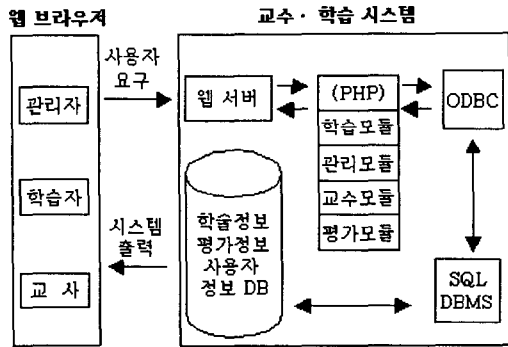 웹 브라우져
교수 · 학습 시스템
관리자
학습자
교 사
사용자
요구
시스템
출력
웹 서버
(PHP)
학습모듈
관리모듈
교수모듈
평가모듈
ODBC
학술정보
평가정보
사용자
정보 DB
SQL
DBMS